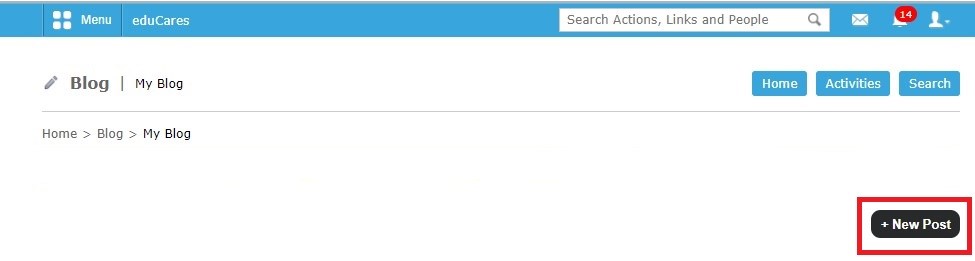 Menu eduCares Search Actions, Links and People 14
Blog | My Blog Home Activities Search
Home > Blog > My Blog
+ New Post